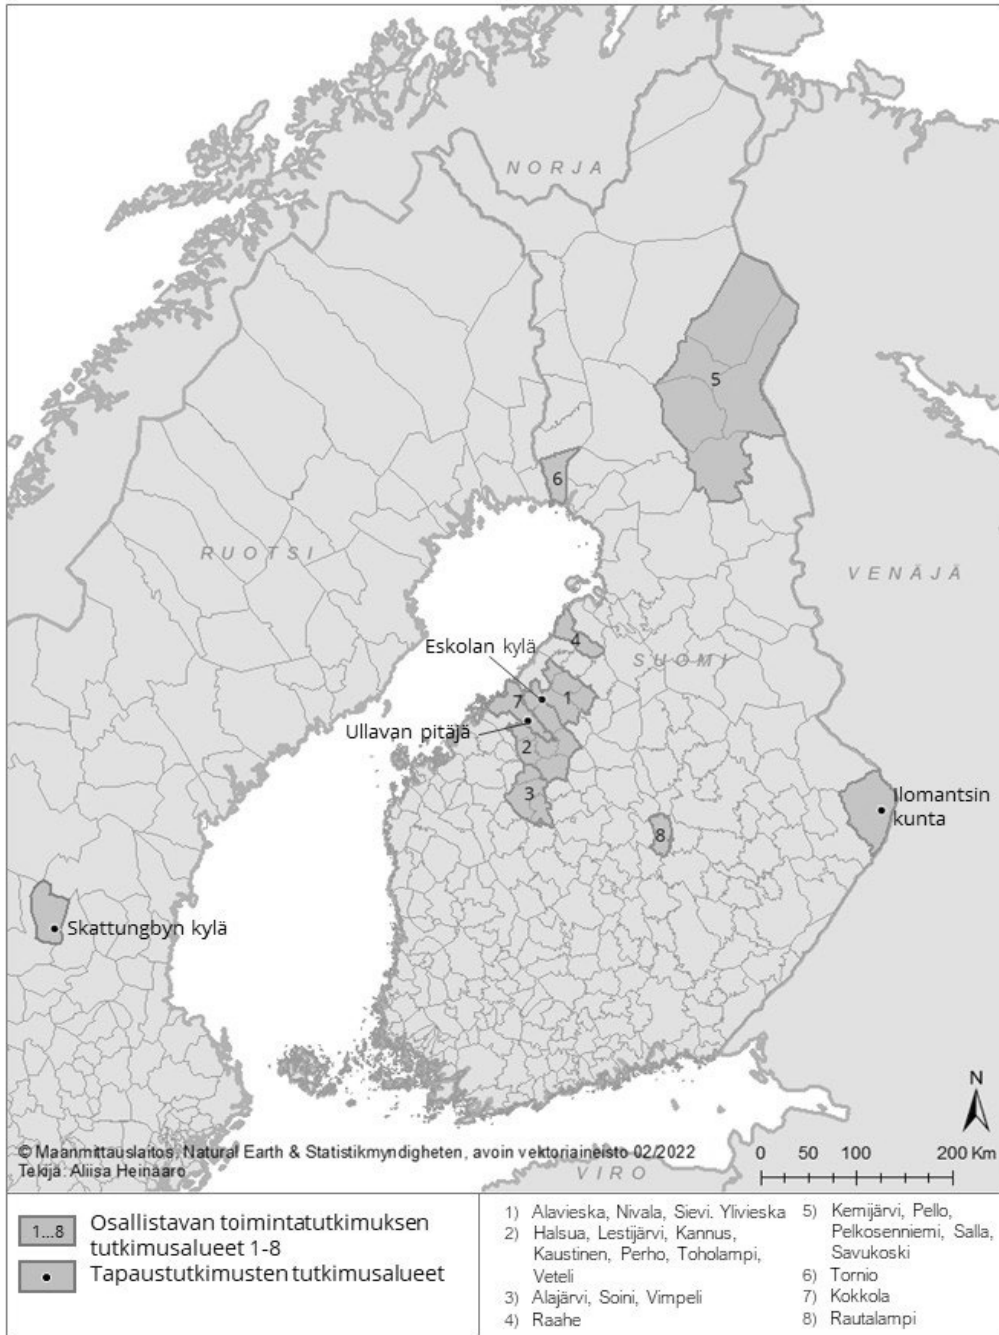 NORJA
5
6
RUOTSI
VENÄJÄ
4
Eskolan kylä
SUOMI
7
1
Ullavan pitäjä
2
3
Ilomantsin
kunta
8
Skattungbyn kylä
N
© Maanmittauslaitos, Natural Earth & Statistikmyndigheten, avoin vektoriaineisto 02/2022
Tekijä: Aliisa Heinäaro
VIRO
0 50 100 200 Km
1...8 Osallistavan toimintatutkimuksen
tutkimusalueet 1-8
Tapaustutkimusten tutkimusalueet
1) Alavieska, Nivala, Sievi. Ylivieska
2) Halsua, Lestijärvi, Kannus,
Kaustinen, Perho, Toholampi,
Veteli
3) Alajärvi, Soini, Vimpeli
4) Raahe
5) Kemijärvi, Pello,
Pelkosenniemi, Salla,
Savukoski
6) Tornio
7) Kokkola
8) Rautalampi